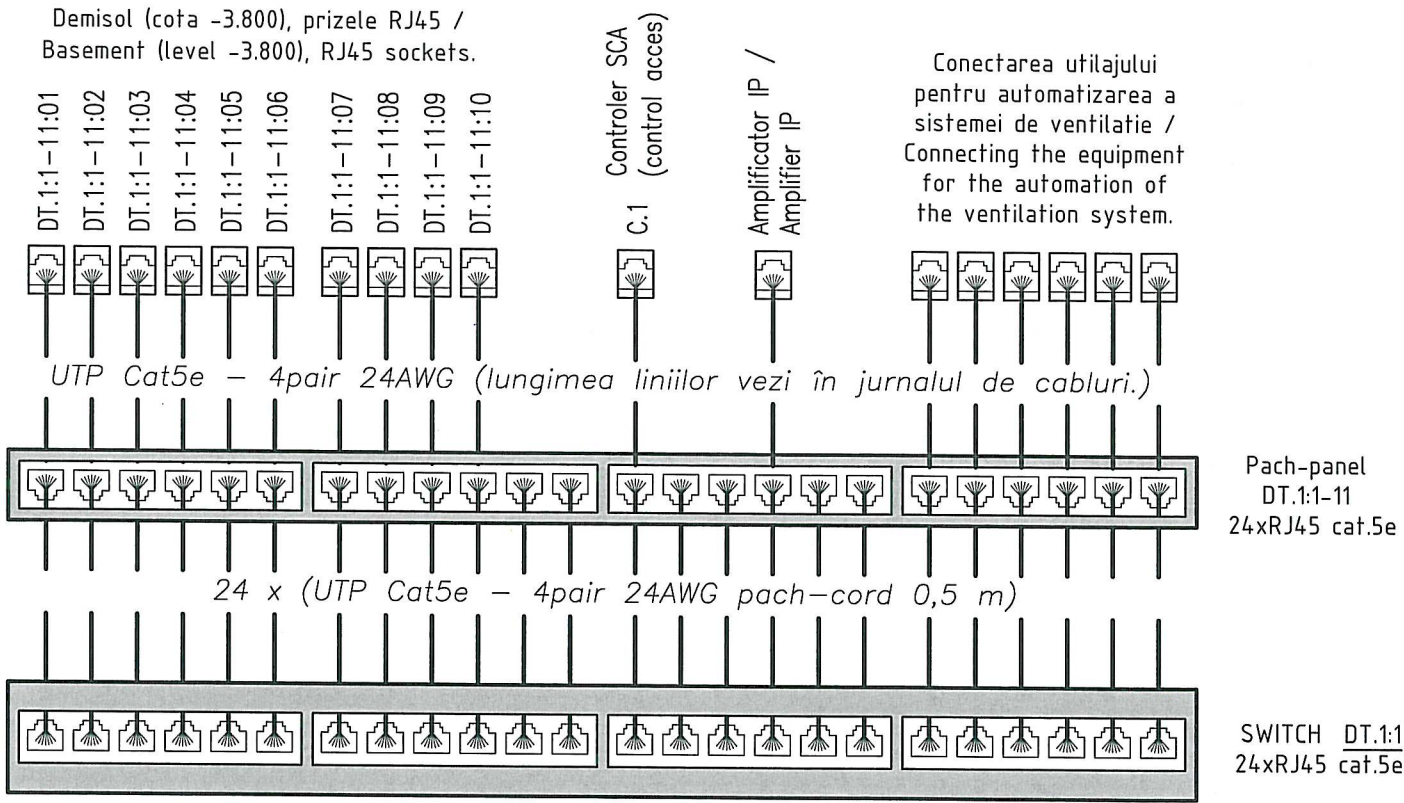 Demisol (cota -3.800), prizele RJ45 /
Basement (level -3.800), RJ45 sockets.
DT.1:1-11:01
DT.1:1-11:02
DT.1:1-11:03
DT.1:1-11:04
DT.1:1-11:05
DT.1:1-11:06
DT.1:1-11:07
DT.1:1-11:08
DT.1:1-11:09
DT.1:1-11:10
C.1 Controler SCA
(control acces)
Amplificator IP /
Amplifier IP
Conectarea utilajului
pentru automatizarea a
sistemei de ventilatie /
Connecting the equipment
for the automation of
the ventilation system.
UTP Cat5e - 4pair 24AWG (lungimea liniilor vezi în jurnalul de cabluri.)
Pach-panel
DT.1:1-11
24xRJ45 cat.5e
24 x (UTP Cat5e - 4pair 24AWG pach-cord 0,5 m)
SWITCH DT.1:1
24xRJ45 cat.5e